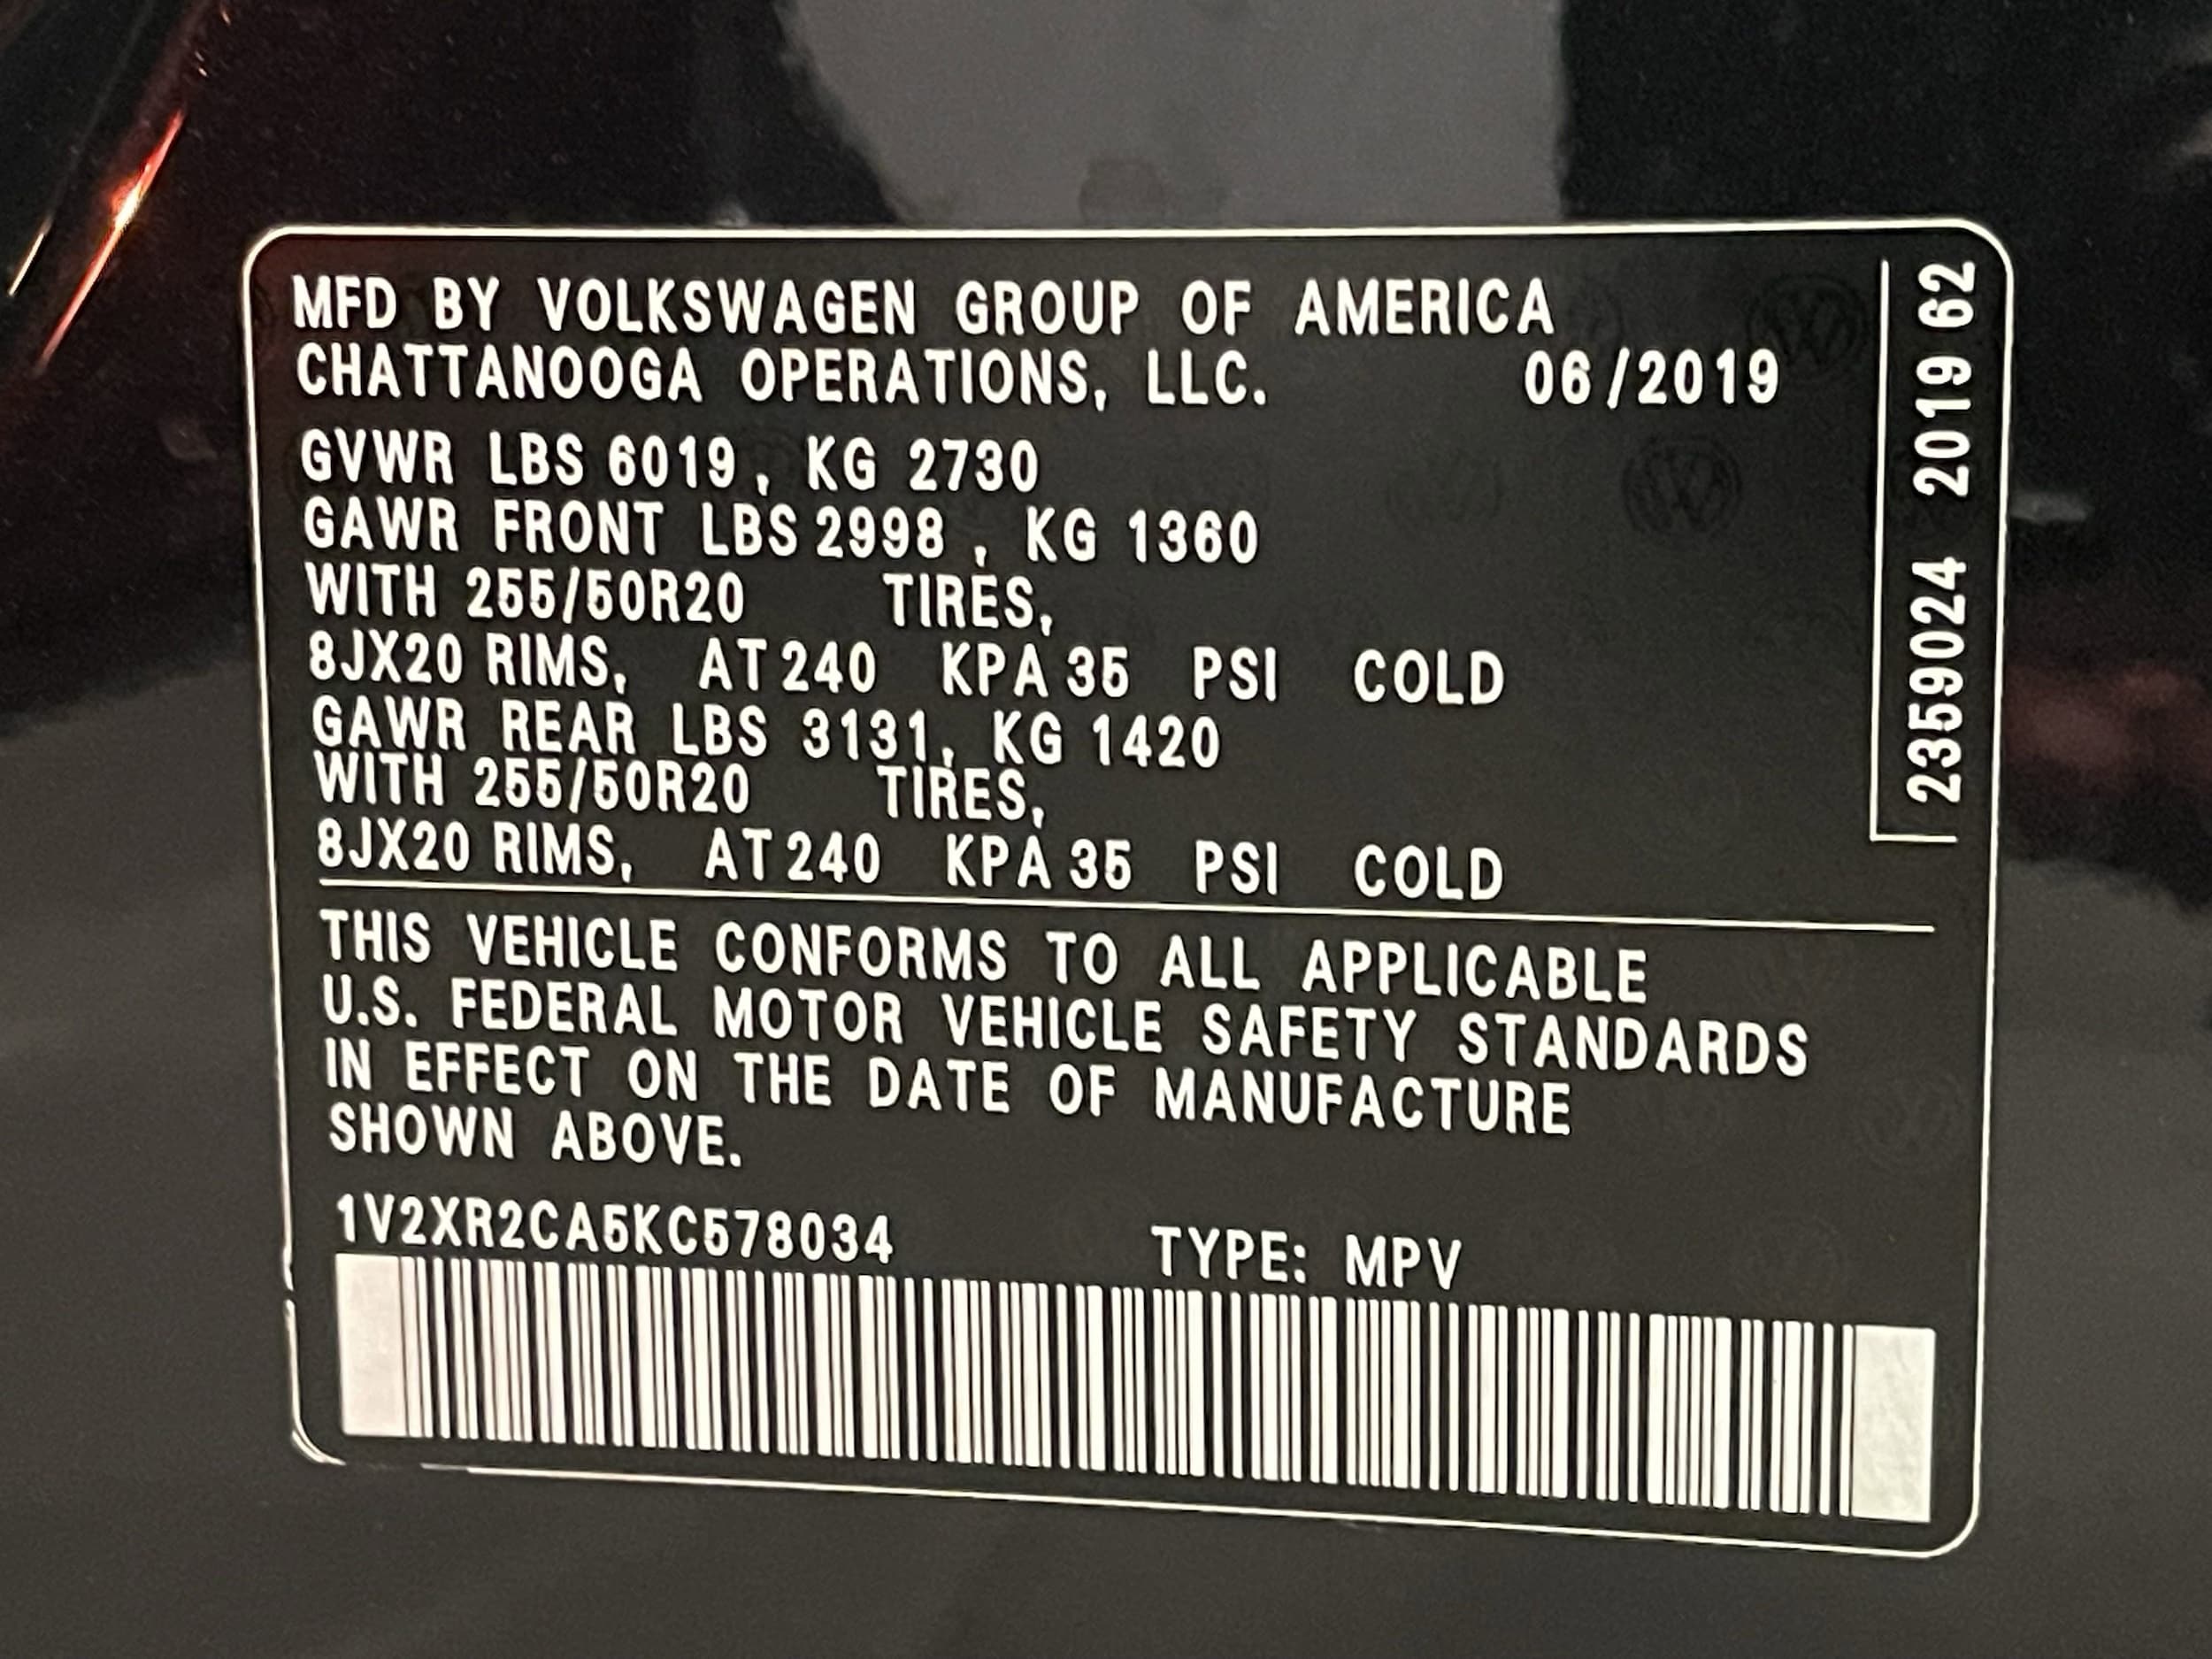 MFD BY VOLKSWAGEN GROUP OF AMERICA
CHATTANOOGA OPERATIONS, LLC. 06/2019
GVWR LBS 6019, KG 2730
GAWR FRONT LBS 2998, KG 1360
WITH 255/50R20 TIRES,
8JX20 RIMS, AT 240 KPA 35 PSI COLD
GAWR REAR LBS 3131, KG 1420
WITH 255/50R20 TIRES,
8JX20 RIMS, AT 240 KPA 35 PSI COLD
THIS VEHICLE CONFORMS TO ALL APPLICABLE
U.S. FEDERAL MOTOR VEHICLE SAFETY STANDARDS
IN EFFECT ON THE DATE OF MANUFACTURE
SHOWN ABOVE.
1V2XR2CA5KC578034 TYPE: MPV
2359024 2019 62